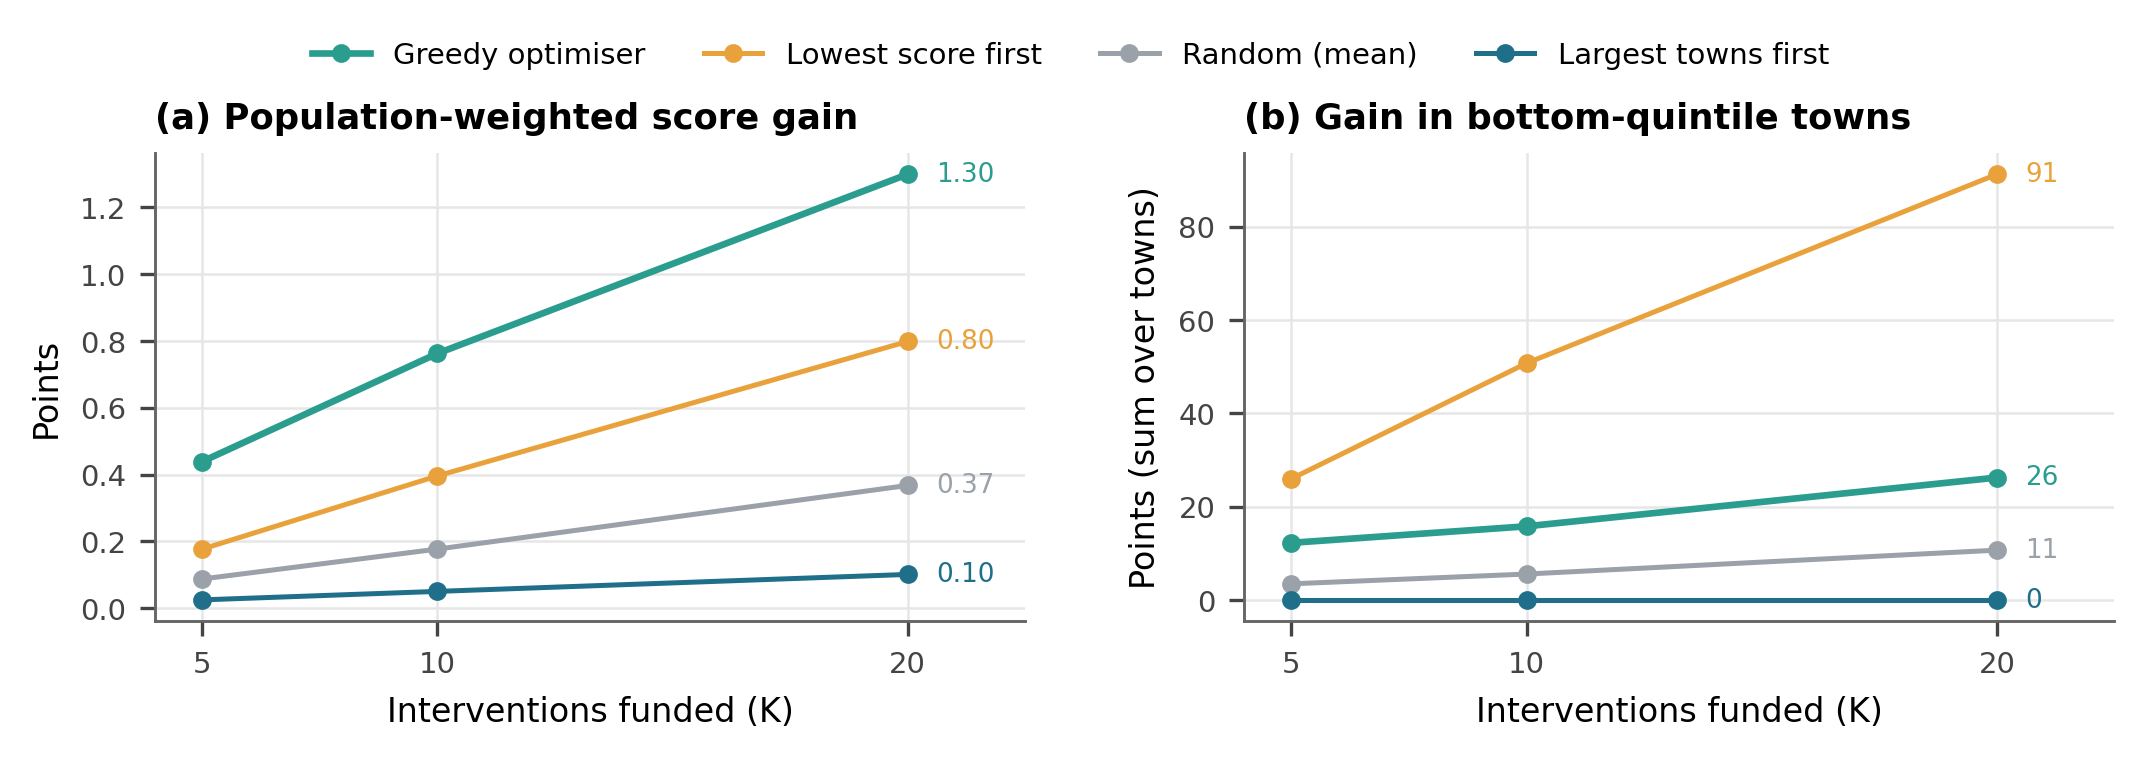 Greedy optimiser
Lowest score first
Random (mean)
Largest towns first
(a) Population-weighted score gain
Points
1.2
1.0
0.8
0.6
0.4
0.2
0.0
1.30
0.80
0.37
0.10
5
10
20
Interventions funded (K)
(b) Gain in bottom-quintile towns
Points (sum over towns)
80
60
40
20
0
91
26
11
0
5
10
20
Interventions funded (K)